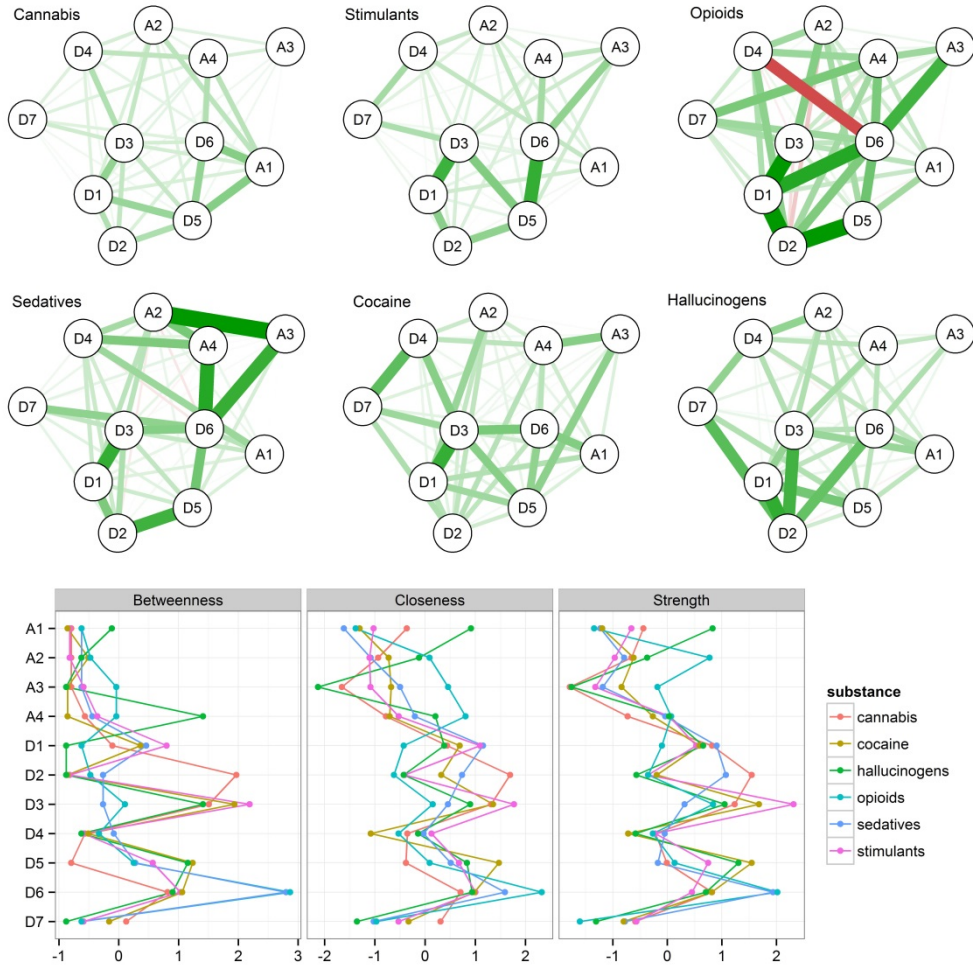 Cannabis
A2
D4
A4
A3
D7
D3
D6
A1
D1
D5
D2
Stimulants
A2
D4
A4
A3
D7
D3
D6
D1
A1
D5
D2
Opioids
A2
D4
A4
A3
D7
D3
D6
A1
D1
D5
D2
Sedatives
A2
D4
A4
A3
D7
D3
D6
A1
D1
D5
D2
Cocaine
A2
D4
A4
A3
D7
D3
D6
A1
D1
D5
D2
Hallucinogens
A2
D4
A4
A3
D7
D3
D6
A1
D1
D5
D2
Betweenness Closeness Strength
A1
A2
A3
A4
D1
D2
D3
D4
D5
D6
D7
-1 0 1 2 3 -2 -1 0 1 2 -1 0 1 2
substance
cannabis
cocaine
hallucinogens
opioids
sedatives
stimulants